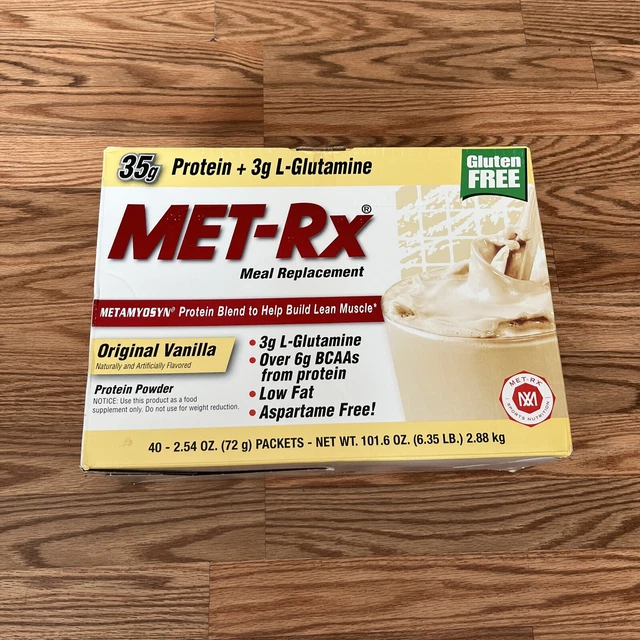 35g Protein + 3g L-Glutamine
Gluten
FREE
MET-Rx®
Meal Replacement
METAMYOSYN® Protein Blend to Help Build Lean Muscle*
Original Vanilla
Naturally and Artificially Flavored
Protein Powder
NOTICE: Use this product as a food
supplement only. Do not use for weight reduction.
• 3g L-Glutamine
• Over 6g BCAAs
from protein
• Low Fat
• Aspartame Free!
MET-RX
SPORTS NUTRITION
40 - 2.54 OZ. (72 g) PACKETS - NET WT. 101.6 OZ. (6.35 LB.) 2.88 kg